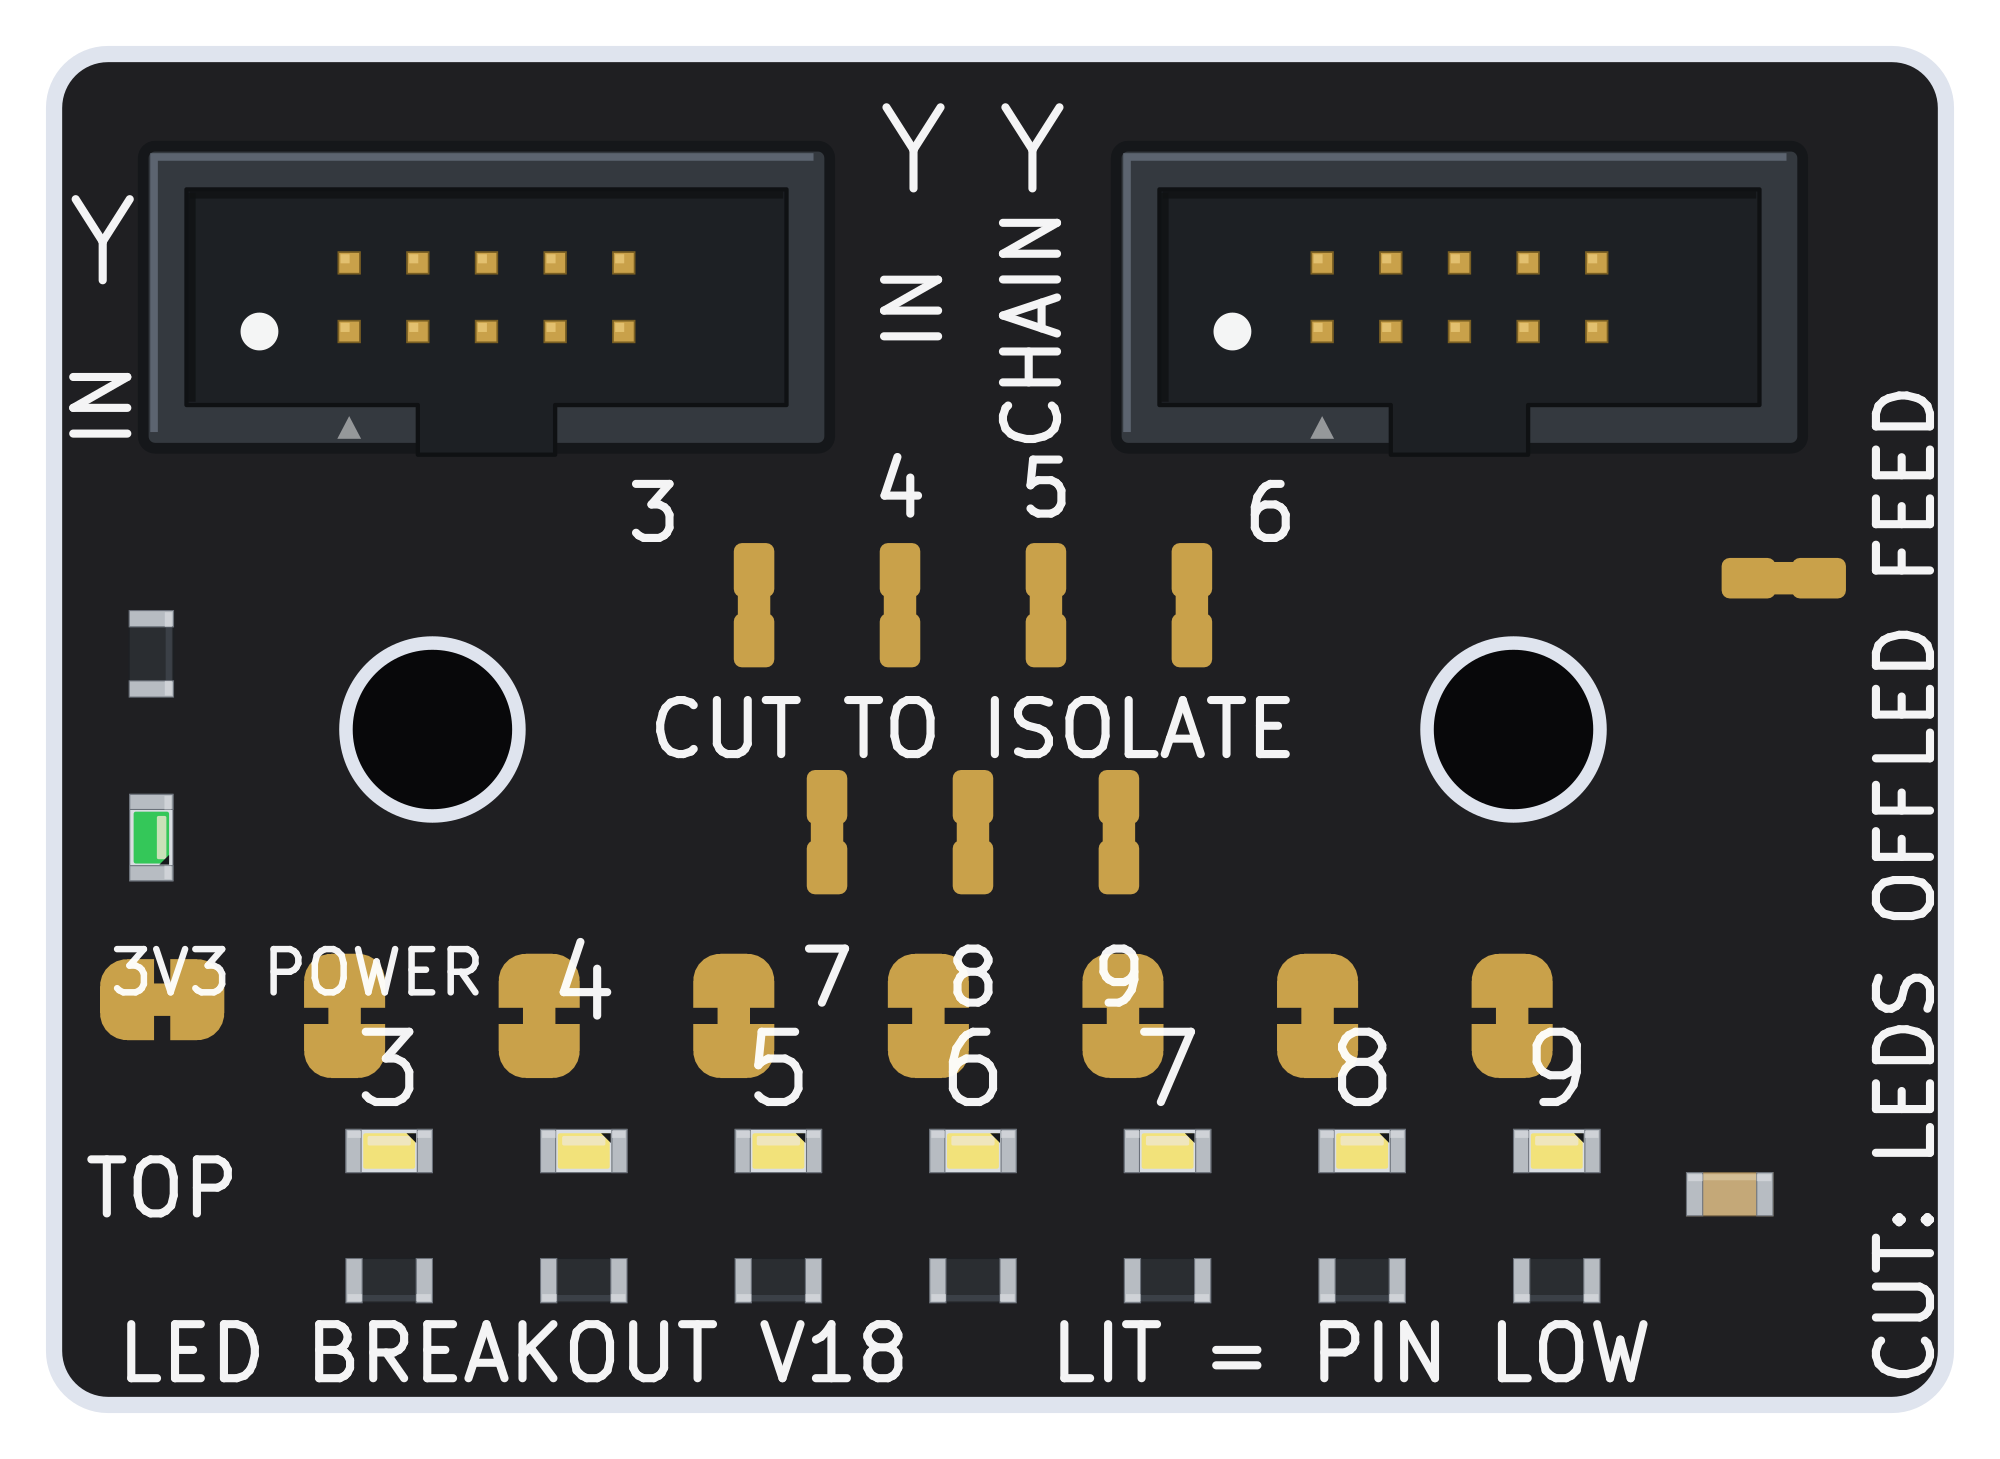 Y Y
Y
IN
IN
CHAIN
3 4 5 6
CUT TO ISOLATE
7 8 9
3V3 POWER
4
3 5 6 7 8 9
TOP
LED BREAKOUT V18 LIT = PIN LOW
CUT: LEDS OFF
LED FEED